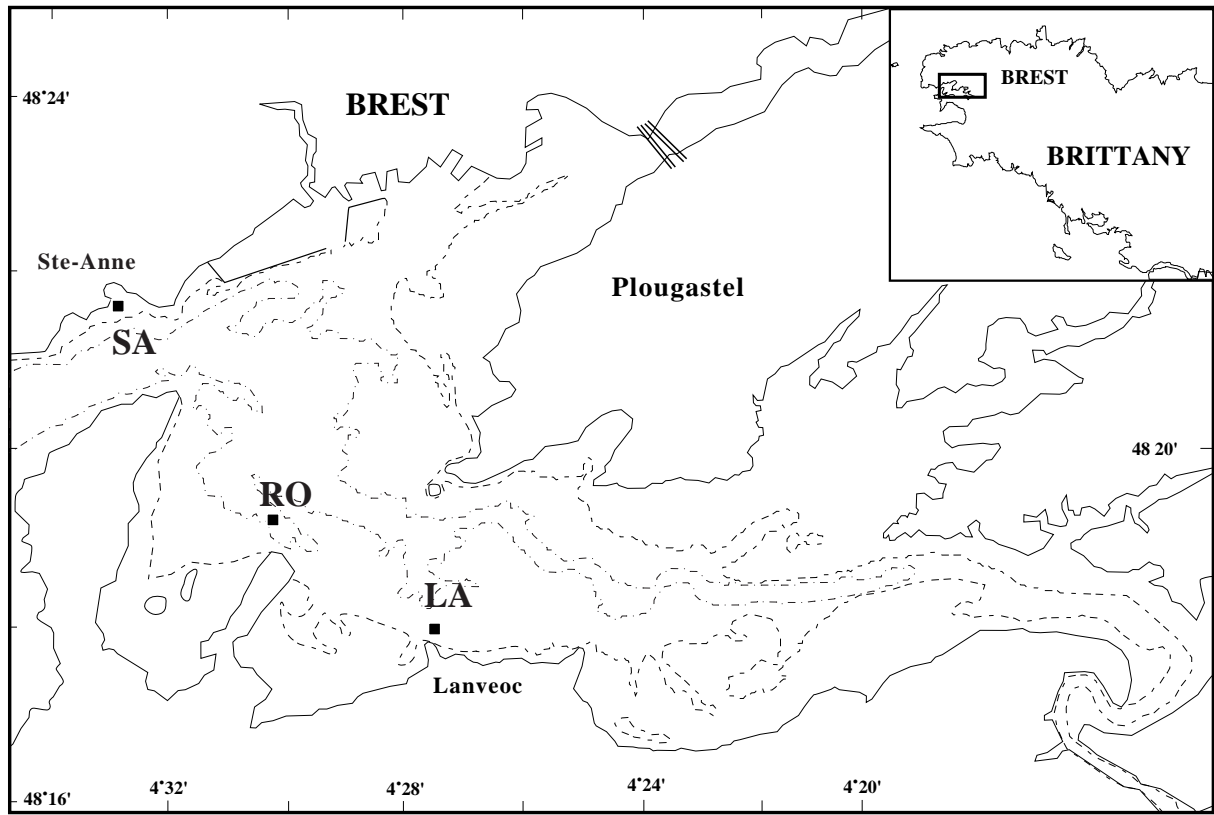 BREST
BREST
48°24'
BRITTANY
Ste-Anne
Plougastel
SA
48 20'
RO
LA
Lanveoc
4°32'
4°28'
4°24'
4°20'
48°16'